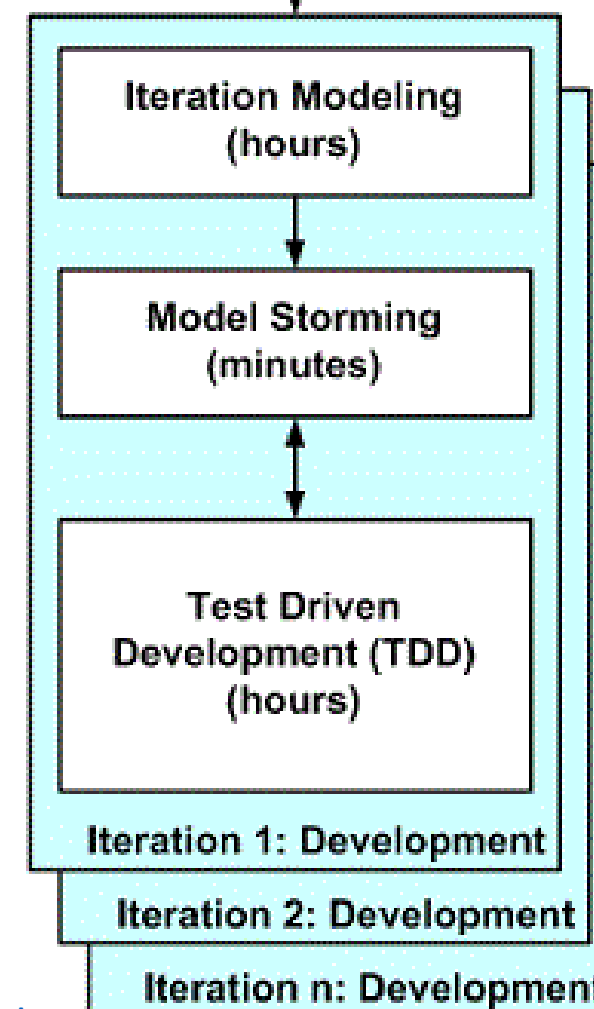 Iteration Modeling
(hours)
Model Storming
(minutes)
Test Driven
Development (TDD)
(hours)
Iteration 1: Development
Iteration 2: Development
Iteration n: Development